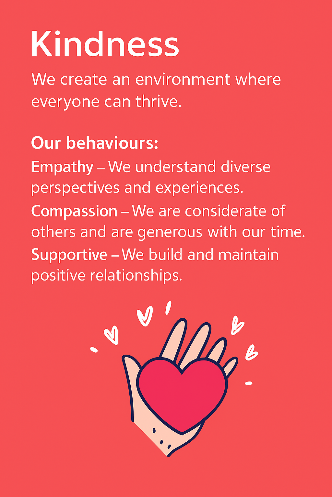 Kindness
We create an environment where
everyone can thrive.
Our behaviours:
Empathy – We understand diverse
perspectives and experiences.
Compassion – We are considerate of
others and are generous with our time.
Supportive – We build and maintain
positive relationships.